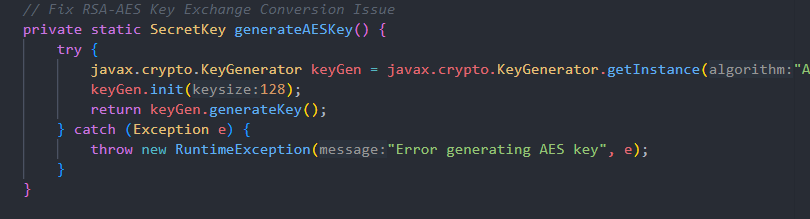 // Fix RSA-AES Key Exchange Conversion Issue
private static SecretKey generateAESKey() {
try {
javax.crypto.KeyGenerator keyGen = javax.crypto.KeyGenerator.getInstance(algorithm:"A
keyGen.init(keysize:128);
return keyGen.generateKey();
} catch (Exception e) {
throw new RuntimeException(message:"Error generating AES key", e);
}
}